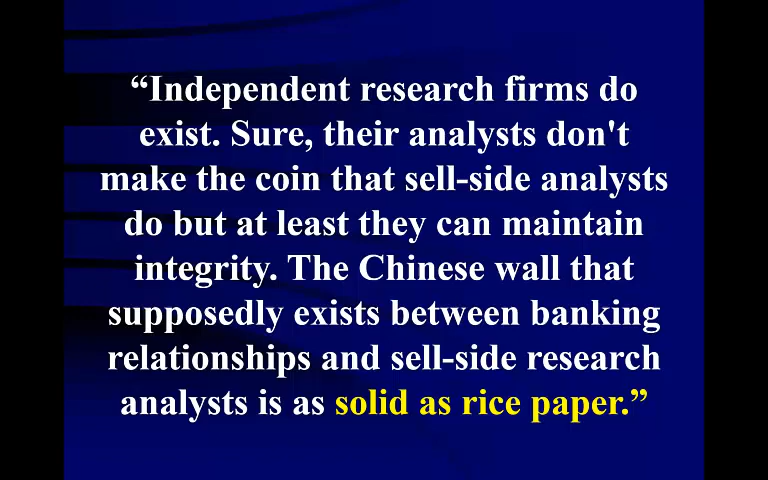 “Independent research firms do
exist. Sure, their analysts don't
make the coin that sell-side analysts
do but at least they can maintain
integrity. The Chinese wall that
supposedly exists between banking
relationships and sell-side research
analysts is as solid as rice paper.”